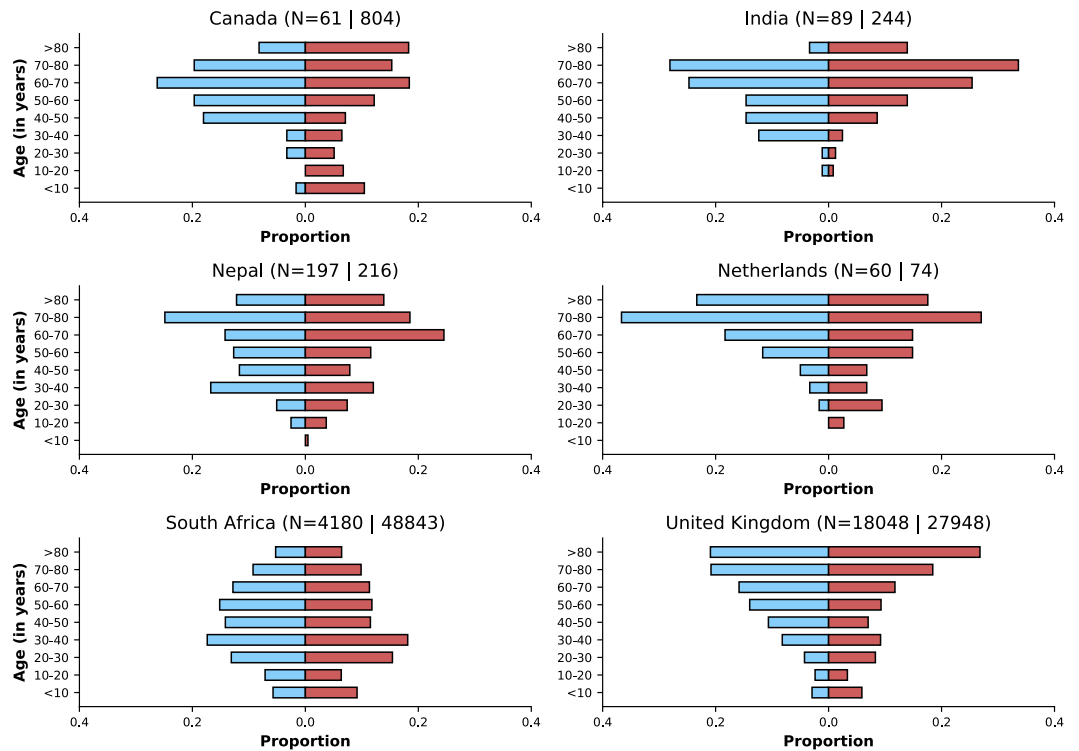 Canada (N=61 | 804)
Age (in years)
>80
70–80
60–70
50–60
40–50
30–40
20–30
10–20
<10
0.4 0.2 0.0 0.2 0.4
Proportion
India (N=89 | 244)
>80
70–80
60–70
50–60
40–50
30–40
20–30
10–20
<10
0.4 0.2 0.0 0.2 0.4
Proportion
Nepal (N=197 | 216)
Age (in years)
>80
70–80
60–70
50–60
40–50
30–40
20–30
10–20
<10
0.4 0.2 0.0 0.2 0.4
Proportion
Netherlands (N=60 | 74)
>80
70–80
60–70
50–60
40–50
30–40
20–30
10–20
<10
0.4 0.2 0.0 0.2 0.4
Proportion
South Africa (N=4180 | 48843)
Age (in years)
>80
70–80
60–70
50–60
40–50
30–40
20–30
10–20
<10
0.4 0.2 0.0 0.2 0.4
Proportion
United Kingdom (N=18048 | 27948)
>80
70–80
60–70
50–60
40–50
30–40
20–30
10–20
<10
0.4 0.2 0.0 0.2 0.4
Proportion